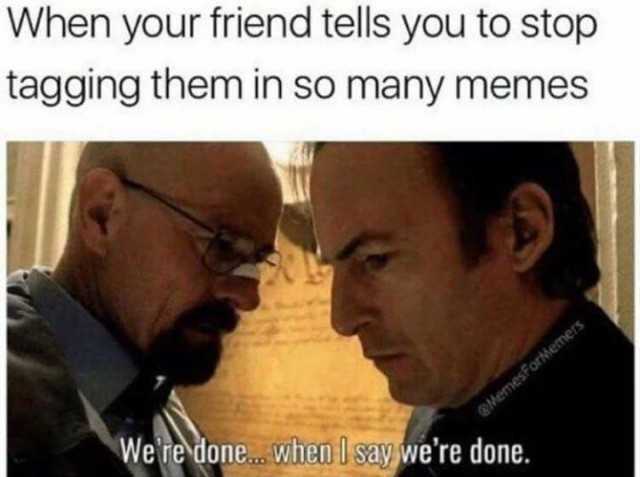 When your friend tells you to stop
tagging them in so many memes
@MemesForMemers
We're done... when I say we're done.